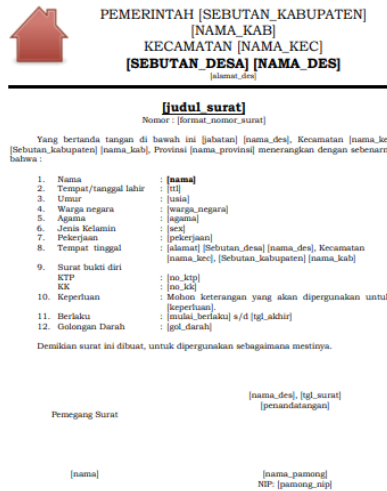 PEMERINTAH [SEBUTAN_KABUPATEN]
[NAMA_KAB]
KECAMATAN [NAMA_KEC]
[SEBUTAN_DESA] [NAMA_DES]
[alamat_des]
[judul_surat]
Nomor : [format_nomor_surat]
Yang bertanda tangan di bawah ini [jabatan] [nama_des], Kecamatan [nama_ke
[Sebutan_kabupaten] [nama_kab], Provinsi [nama_provinsi] menerangkan dengan sebenarn
bahwa :
1. Nama : [nama]
2. Tempat/tanggal lahir : [ttl]
3. Umur : [usia]
4. Warga negara : [warga_negara]
5. Agama : [agama]
6. Jenis Kelamin : [sex]
7. Pekerjaan : [pekerjaan]
8. Tempat tinggal : [alamat] [Sebutan_desa] [nama_des], Kecamatan
[nama_kec], [Sebutan_kabupaten] [nama_kab]
9. Surat bukti diri
KTP : [no_ktp]
KK : [no_kk]
10. Keperluan : Mohon keterangan yang akan dipergunakan untuk
[keperluan].
11. Berlaku : [mulai_berlaku] s/d [tgl_akhir]
12. Golongan Darah : [gol_darah]
Demikian surat ini dibuat, untuk dipergunakan sebagaimana mestinya.
[nama_des], [tgl_surat]
[penandatangan]
Pemegang Surat
[nama] [nama_pamong]
NIP: [pamong_nip]